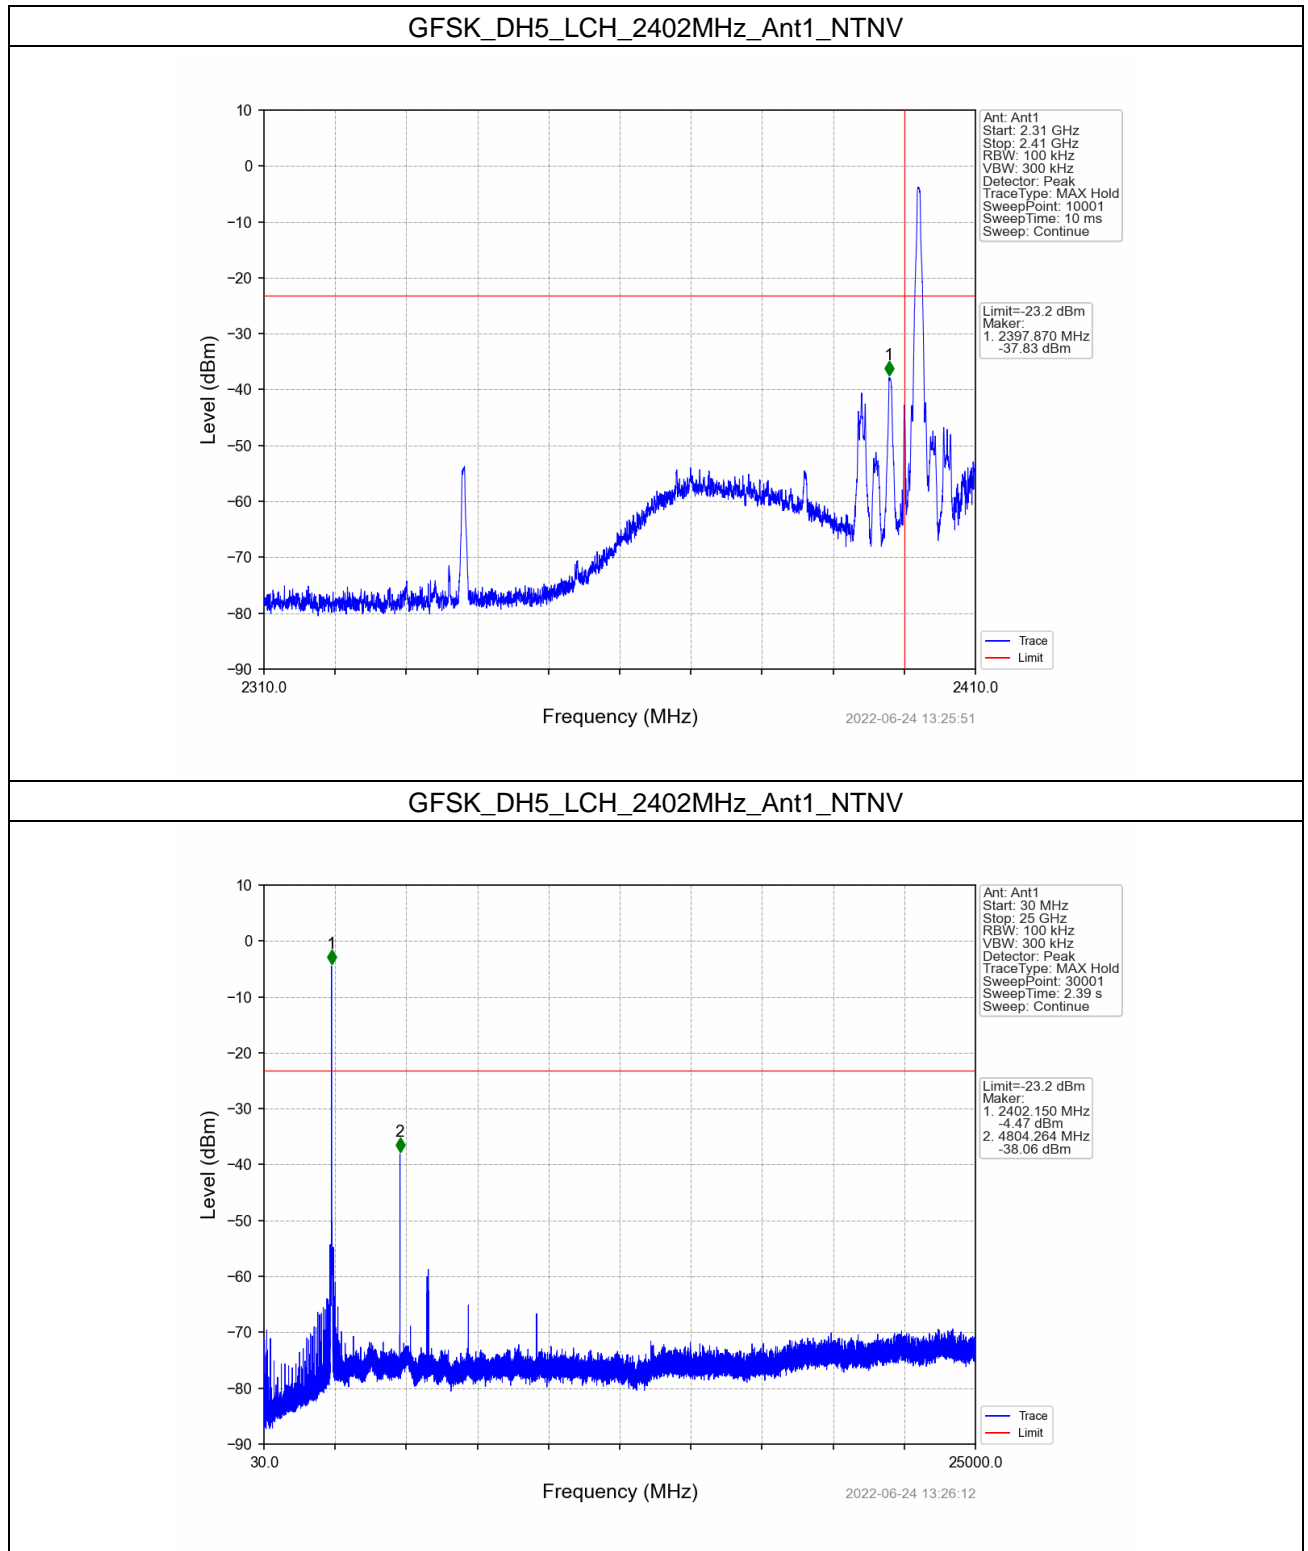 GFSK_DH5_LCH_2402MHz_Ant1_NTNV
10
0
−10
−20
−30
−40
−50
−60
−70
−80
−90
Level (dBm)
1
2310.0
2410.0
Frequency (MHz)
2022-06-24 13:25:51
Ant: Ant1
Start: 2.31 GHz
Stop: 2.41 GHz
RBW: 100 kHz
VBW: 300 kHz
Detector: Peak
TraceType: MAX Hold
SweepPoint: 10001
SweepTime: 10 ms
Sweep: Continue
Limit=-23.2 dBm
Maker:
1. 2397.870 MHz
-37.83 dBm
Trace
Limit
GFSK_DH5_LCH_2402MHz_Ant1_NTNV
10
0
−10
−20
−30
−40
−50
−60
−70
−80
−90
Level (dBm)
1
2
30.0
25000.0
Frequency (MHz)
2022-06-24 13:26:12
Ant: Ant1
Start: 30 MHz
Stop: 25 GHz
RBW: 100 kHz
VBW: 300 kHz
Detector: Peak
TraceType: MAX Hold
SweepPoint: 30001
SweepTime: 2.39 s
Sweep: Continue
Limit=-23.2 dBm
Maker:
1. 2402.150 MHz
-4.47 dBm
2. 4804.264 MHz
-38.06 dBm
Trace
Limit